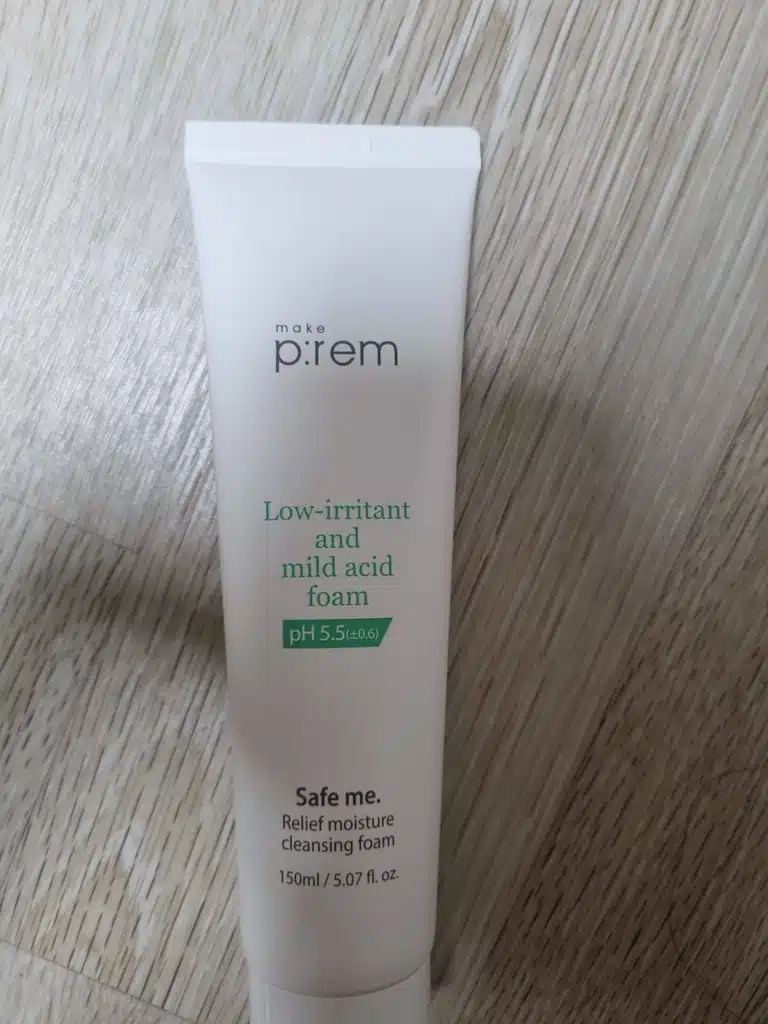 make
p:rem
Low-irritant
and
mild acid
foam
pH 5.5(±0.6)
Safe me.
Relief moisture
cleansing foam
150ml / 5.07 fl. oz.